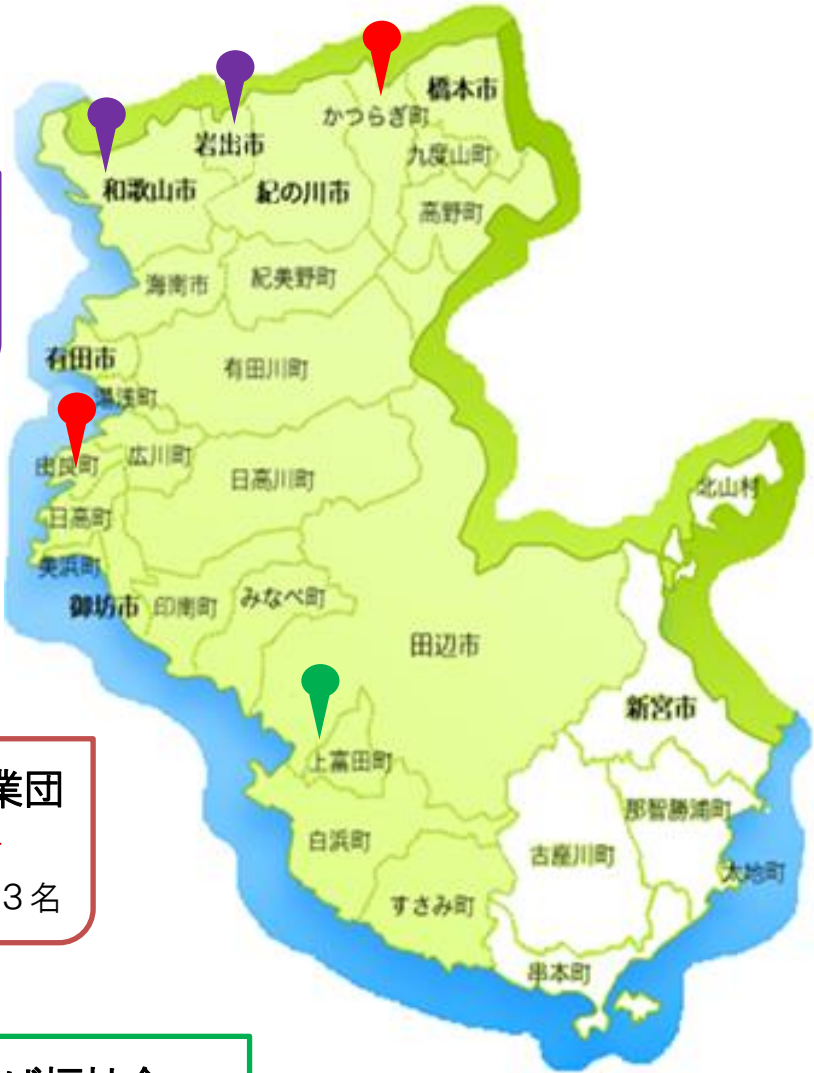 橋本市
かつらぎ町
岩出市
九度山町
和歌山市
紀の川市
高野町
海南市
紀美野町
有田市
有田川町
湯浅町
広川町
由良町
日高川町
北山村
日高町
美浜町
みなべ町
御坊市
印南町
田辺市
新宮市
上富田町
業団
那智勝浦町
白浜町
古座川町
太地町
3名
すさみ町
串本町